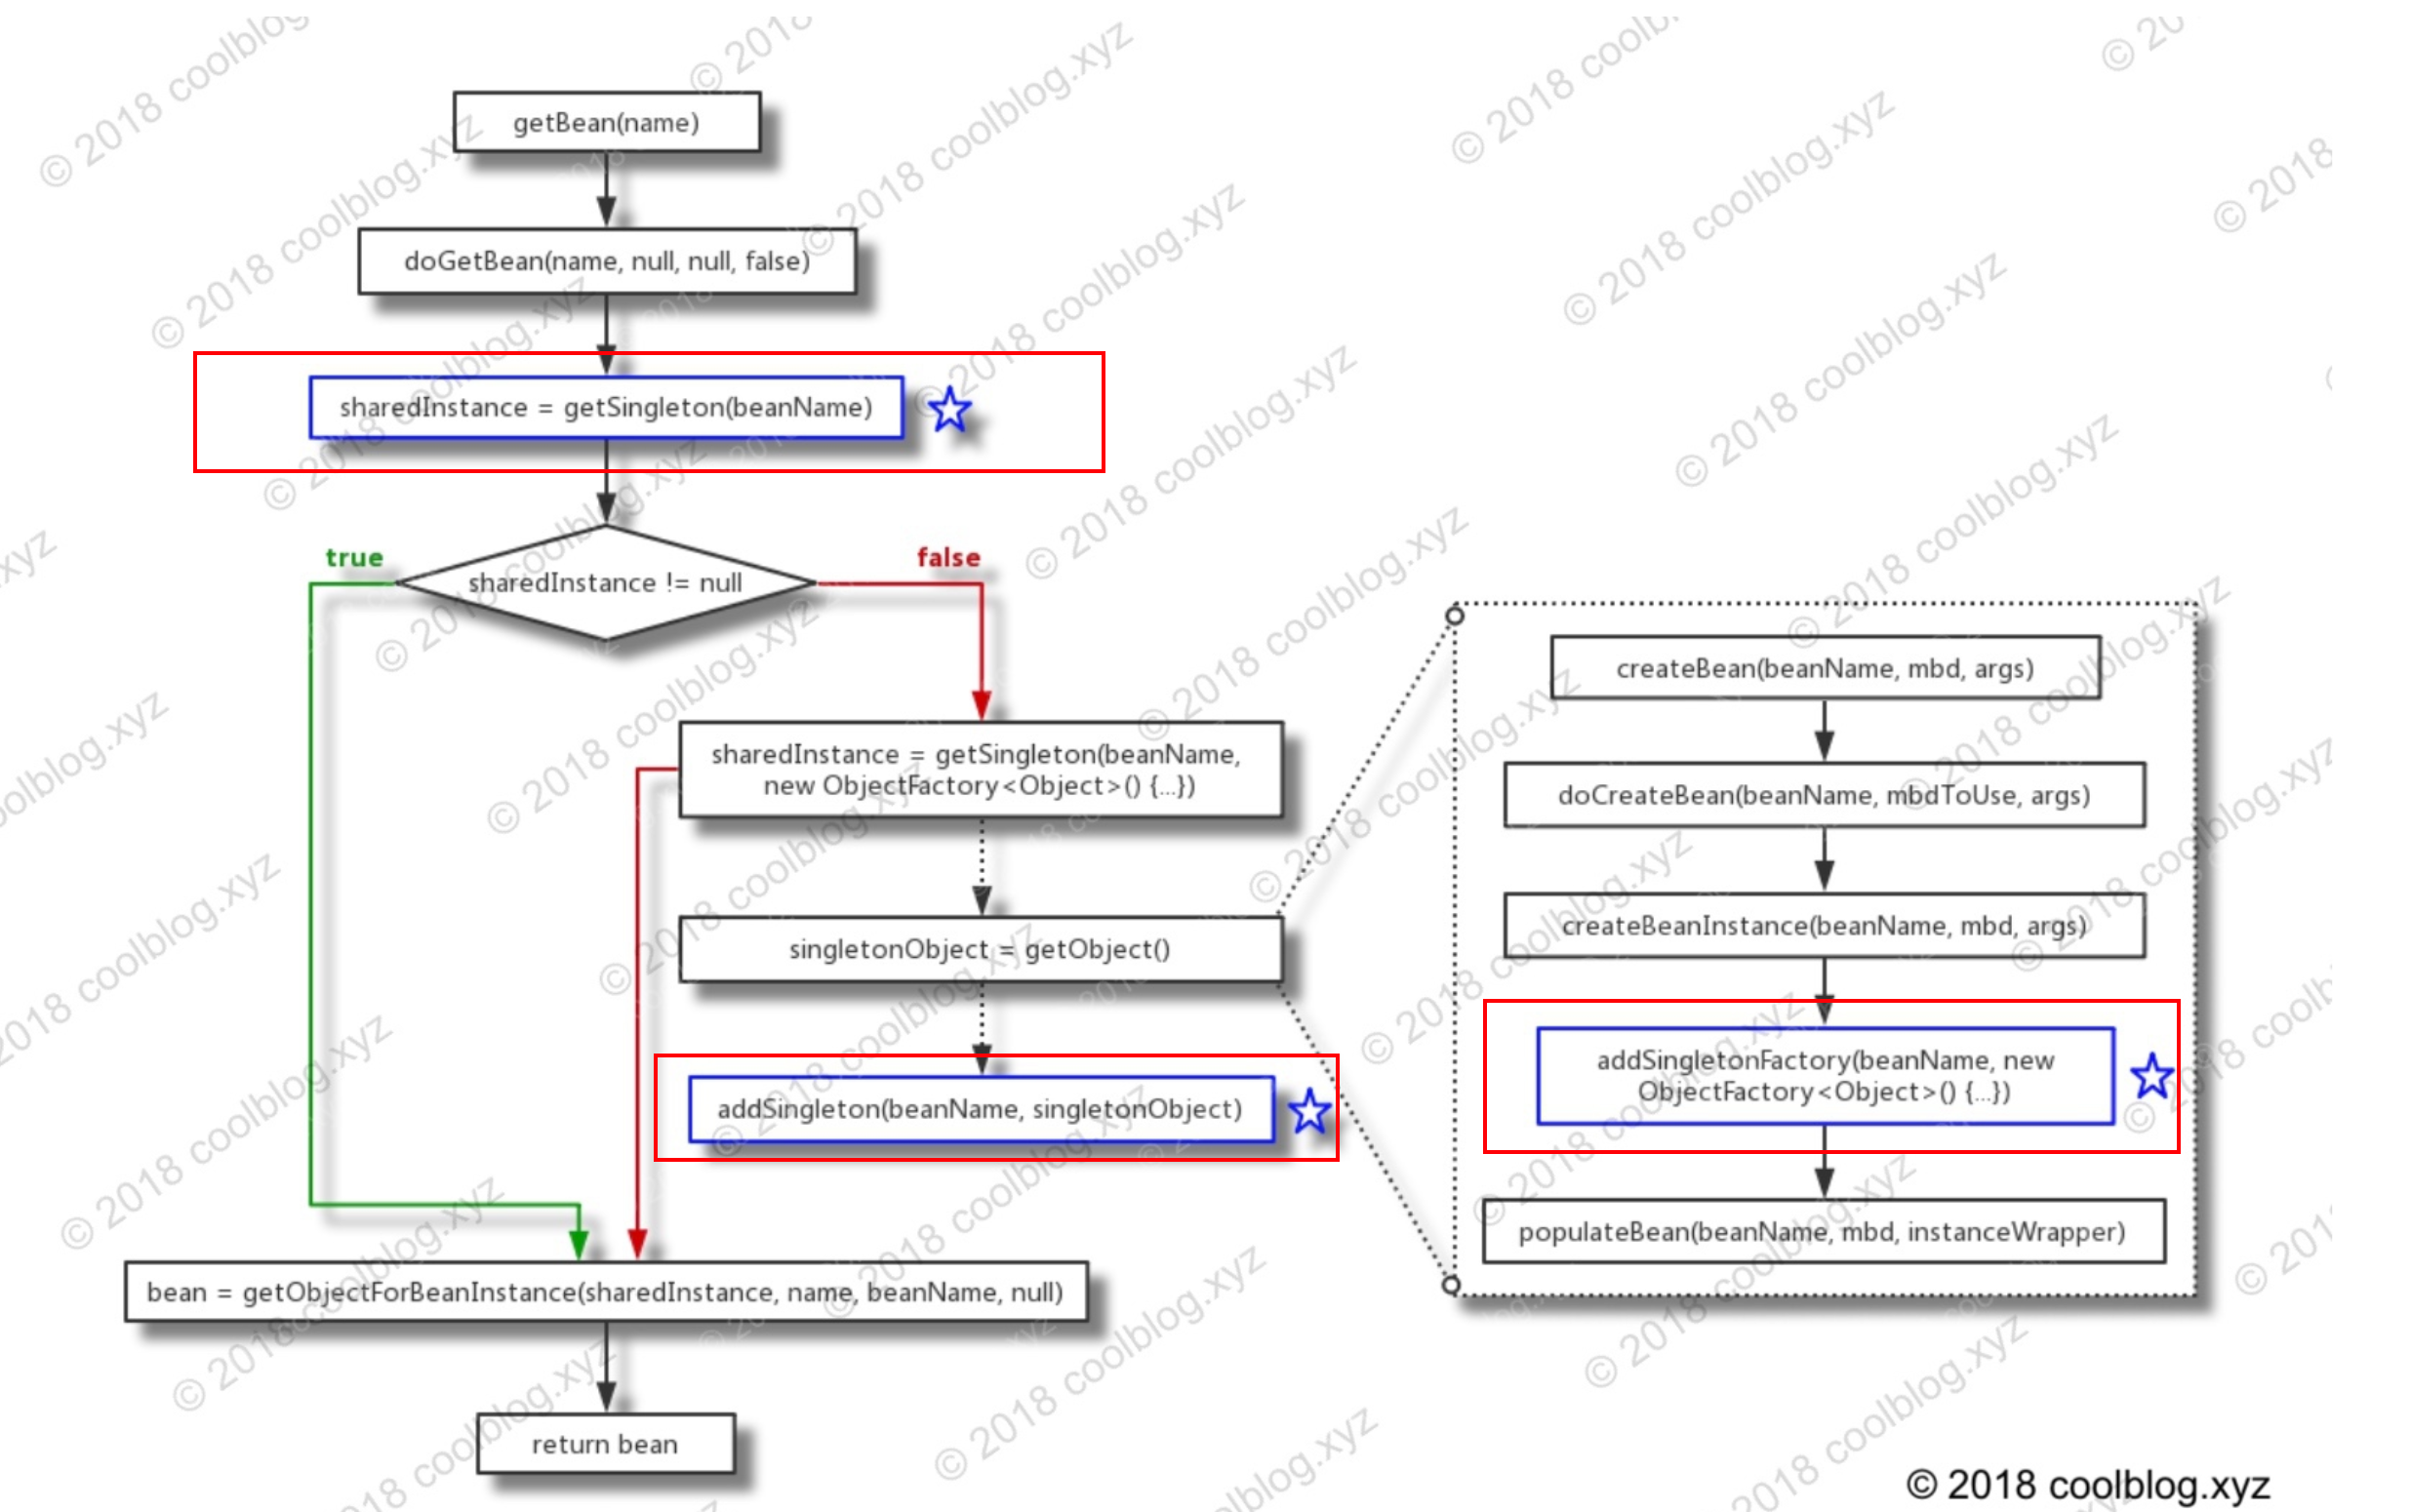 getBean(name)
doGetBean(name, null, null, false)
sharedInstance = getSingleton(beanName)
true
false
sharedInstance != null
sharedInstance = getSingleton(beanName,
new ObjectFactory<Object>() {...})
singletonObject = getObject()
addSingleton(beanName, singletonObject)
bean = getObjectForBeanInstance(sharedInstance, name, beanName, null)
return bean
createBean(beanName, mbd, args)
doCreateBean(beanName, mbdToUse, args)
createBeanInstance(beanName, mbd, args)
addSingletonFactory(beanName, new
ObjectFactory<Object>() {...})
populateBean(beanName, mbd, instanceWrapper)
© 2018 coolblog.xyz